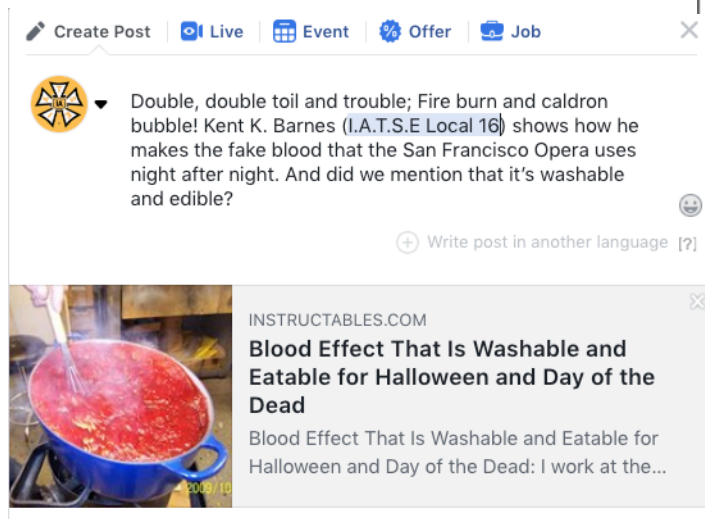 Create Post Live Event Offer Job
Double, double toil and trouble; Fire burn and caldron
bubble! Kent K. Barnes (I.A.T.S.E Local 16) shows how he
makes the fake blood that the San Francisco Opera uses
night after night. And did we mention that it’s washable
and edible?
Write post in another language [?]
INSTRUCTABLES.COM
Blood Effect That Is Washable and
Eatable for Halloween and Day of the
Dead
Blood Effect That Is Washable and Eatable for
Halloween and Day of the Dead: I work at the...
2009/10